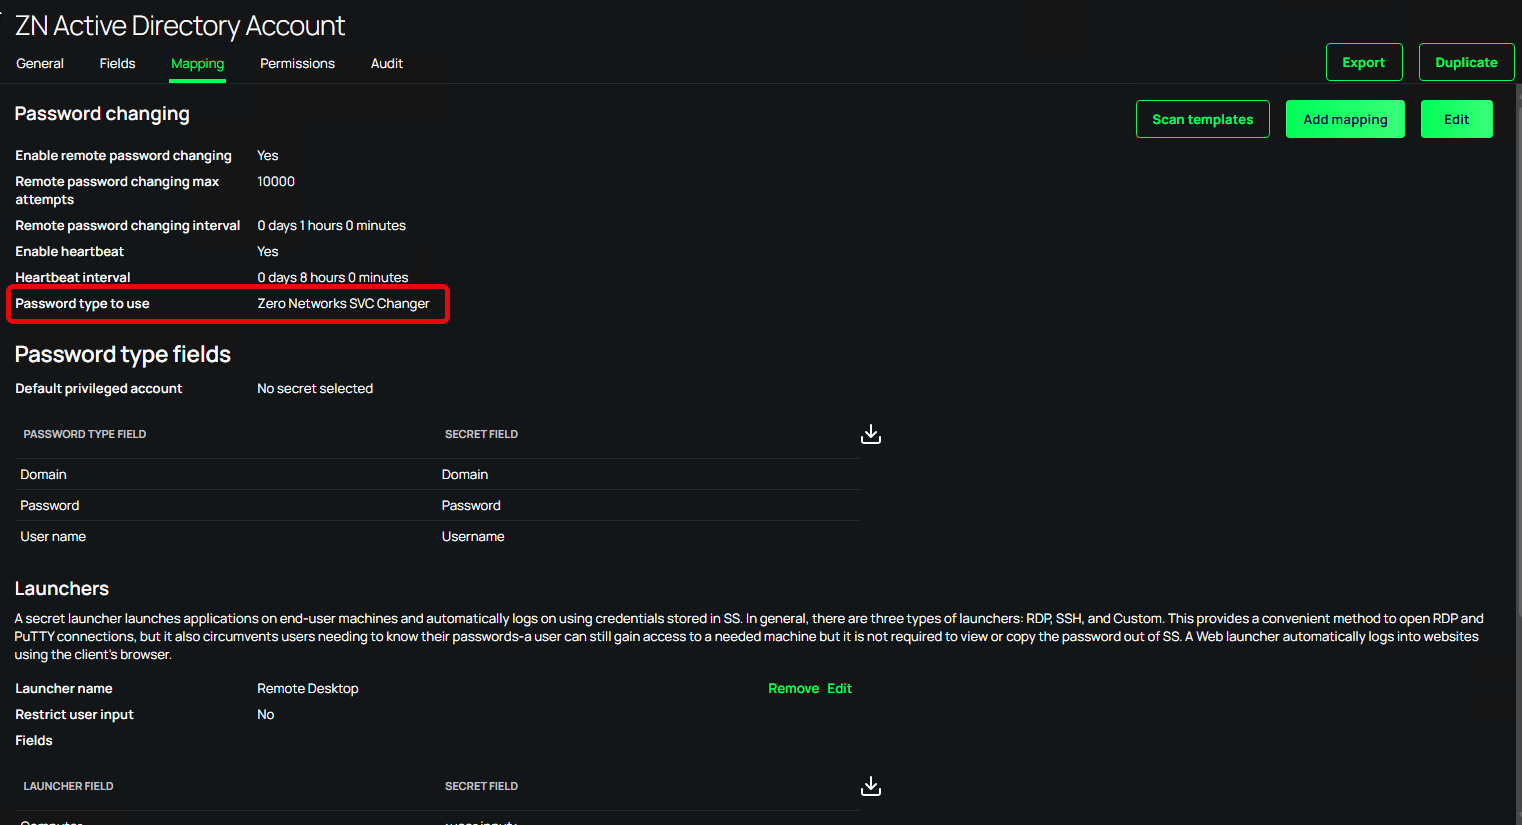 ZN Active Directory Account
General Fields Mapping Permissions Audit
Export Duplicate
Password changing
Scan templates Add mapping Edit
Enable remote password changing Yes
Remote password changing max attempts 10000
Remote password changing interval 0 days 1 hours 0 minutes
Enable heartbeat Yes
Heartbeat interval 0 days 8 hours 0 minutes
Password type to use Zero Networks SVC Changer
Password type fields
Default privileged account No secret selected
PASSWORD TYPE FIELD SECRET FIELD
Domain Domain
Password Password
User name Username
Launchers
A secret launcher launches applications on end-user machines and automatically logs on using credentials stored in SS. In general, there are three types of launchers: RDP, SSH, and Custom. This provides a convenient method to open RDP and
PuTTY connections, but it also circumvents users needing to know their passwords-a user can still gain access to a needed machine but it is not required to view or copy the password out of SS. A Web launcher automatically logs into websites
using the client's browser.
Launcher name Remote Desktop Remove Edit
Restrict user input No
Fields
LAUNCHER FIELD SECRET FIELD